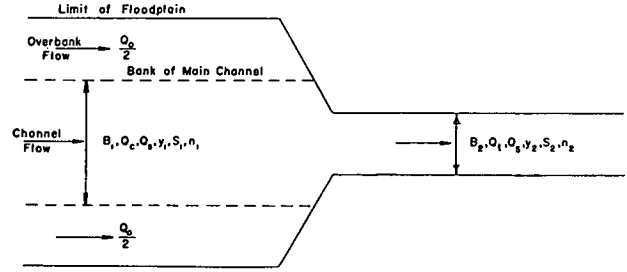 Limit of Floodplain
Overbank Flow Q₀/2
Bank of Main Channel
Channel Flow
B₁,Q_c,Q_s,y₁,S₁,n₁
B₂,Q_t,Q_s,y₂,S₂,n₂
Q₀/2